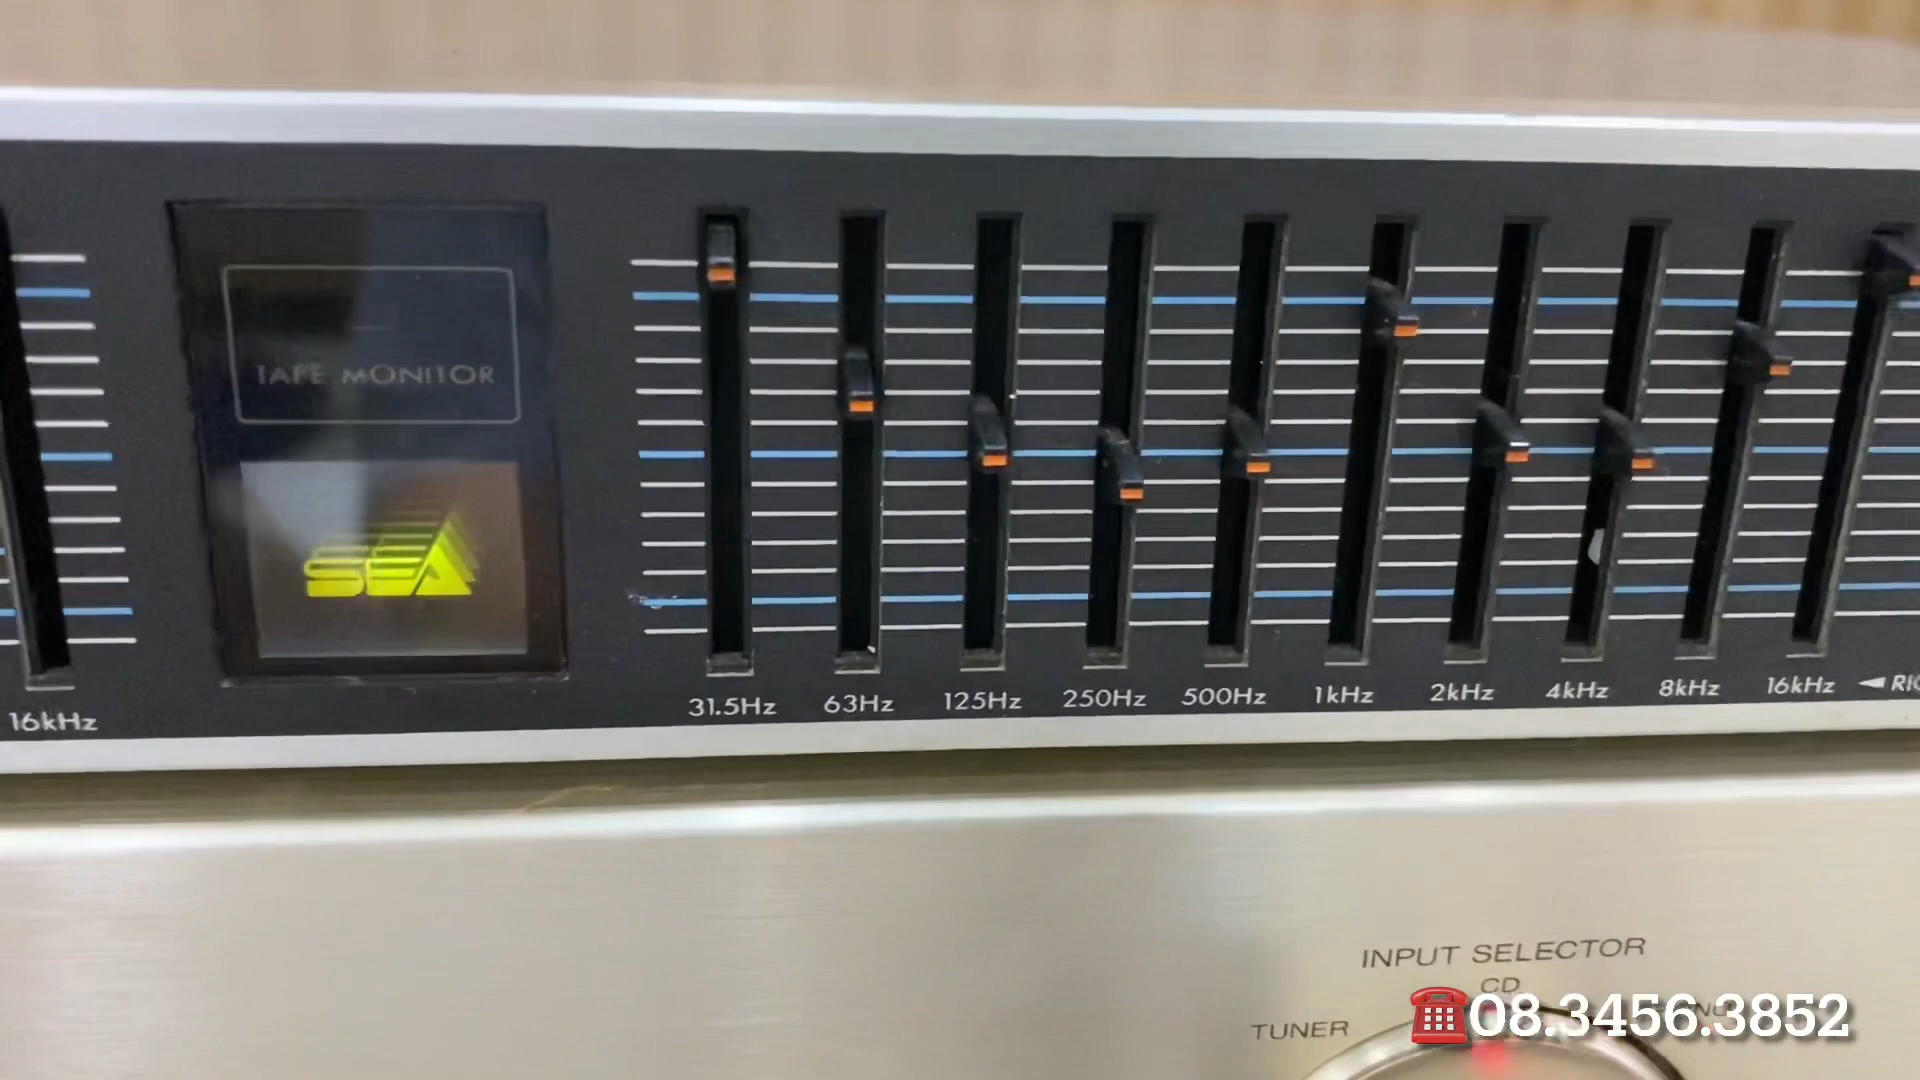 TAPE MONITOR
SEA
16kHz
31.5Hz 63Hz 125Hz 250Hz 500Hz 1kHz 2kHz 4kHz 8kHz 16kHz
INPUT SELECTOR
CD
TUNER
☎08.3456.3852